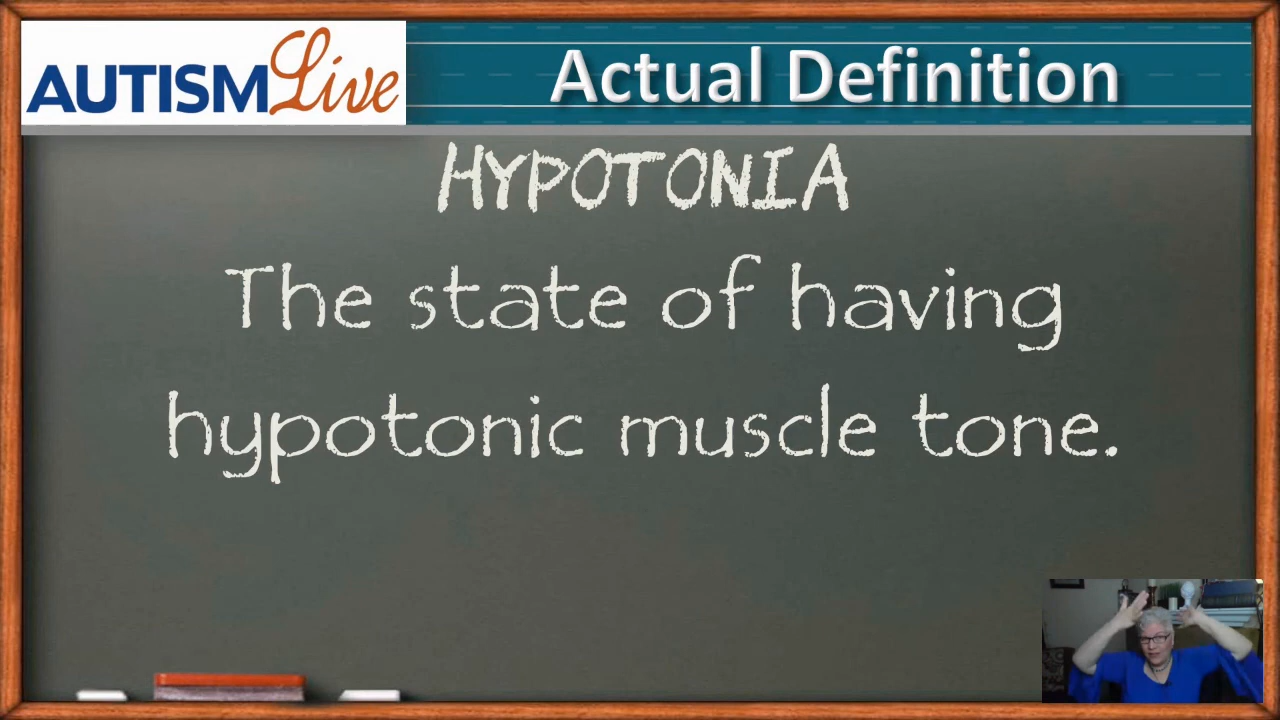 AUTISM Live
Actual Definition
HYPOTONIA
The state of having
hypotonic muscle tone.